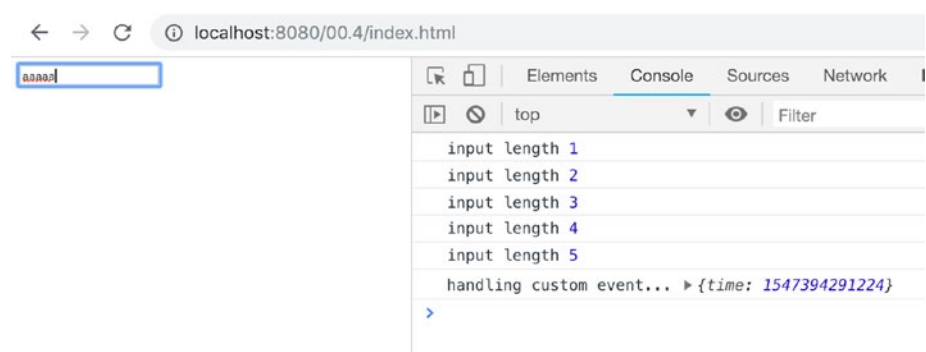 localhost:8080/00.4/index.html
aaaaa
Elements Console Sources Network
top Filter
input length 1
input length 2
input length 3
input length 4
input length 5
handling custom event... ▶{time: 1547394291224}
>